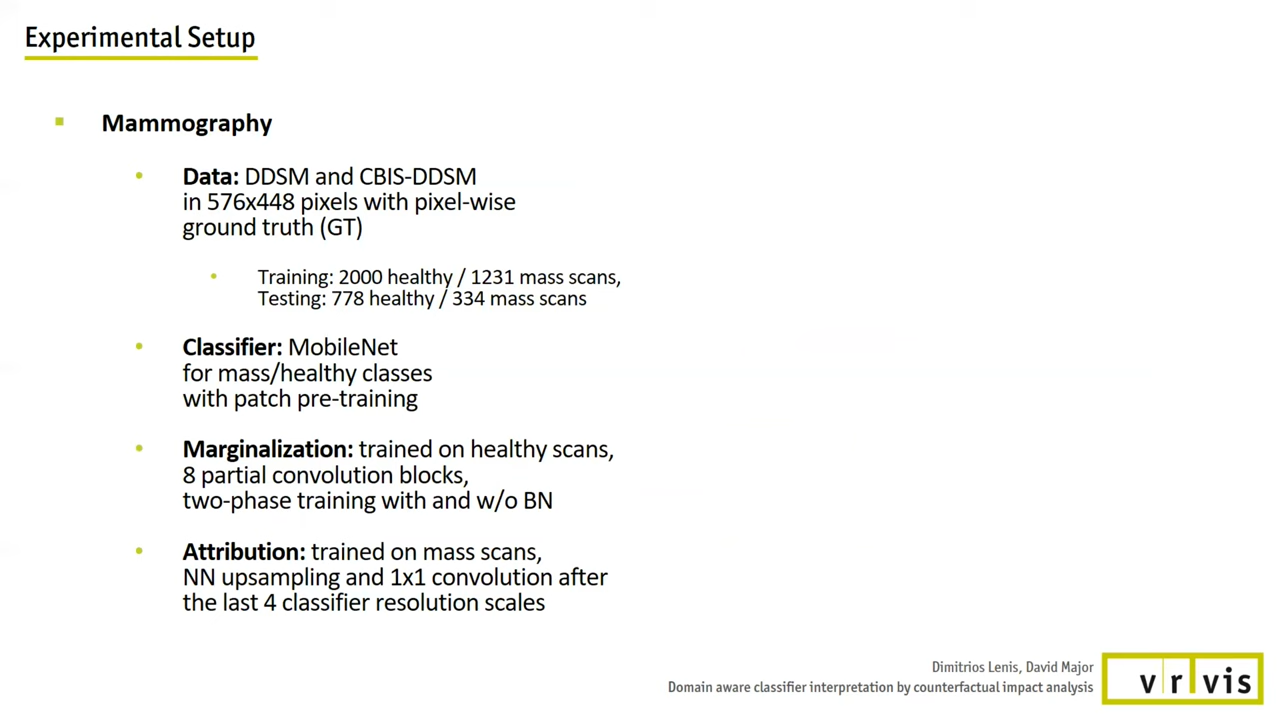 Experimental Setup
Mammography
Data: DDSM and CBIS-DDSM
in 576x448 pixels with pixel-wise
ground truth (GT)
Training: 2000 healthy / 1231 mass scans,
Testing: 778 healthy / 334 mass scans
Classifier: MobileNet
for mass/healthy classes
with patch pre-training
Marginalization: trained on healthy scans,
8 partial convolution blocks,
two-phase training with and w/o BN
Attribution: trained on mass scans,
NN upsampling and 1x1 convolution after
the last 4 classifier resolution scales
Dimitrios Lenis, David Major
Domain aware classifier interpretation by counterfactual impact analysis
vrvis